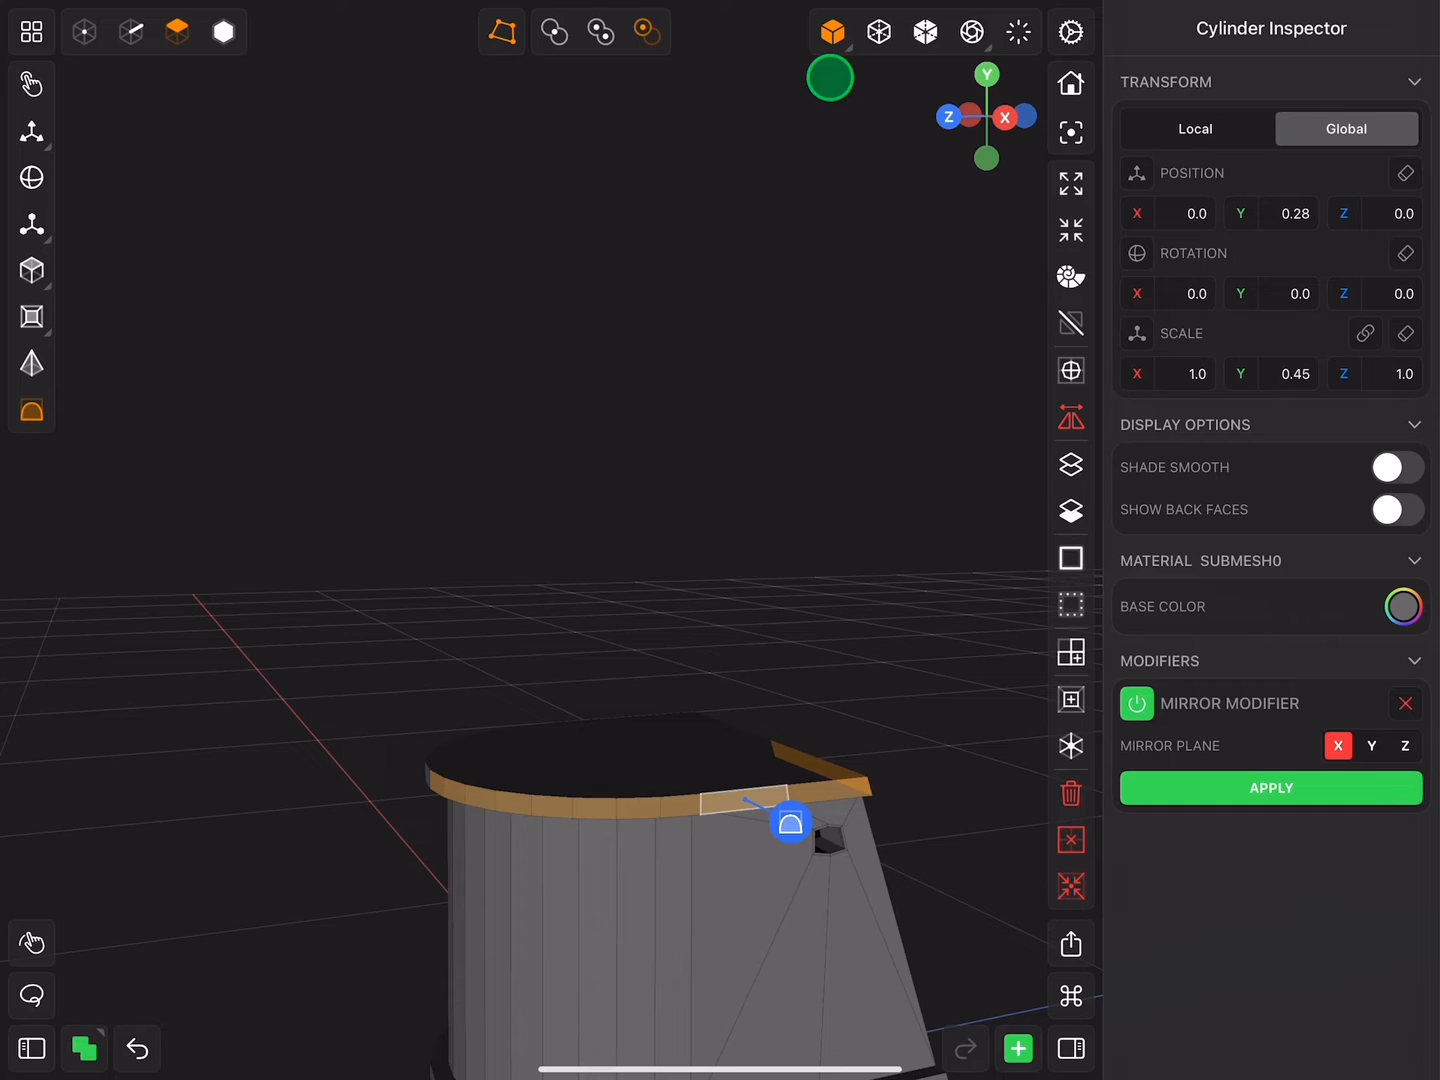 Cylinder Inspector
TRANSFORM
Local Global
POSITION
X 0.0 Y 0.28 Z 0.0
ROTATION
X 0.0 Y 0.0 Z 0.0
SCALE
X 1.0 Y 0.45 Z 1.0
DISPLAY OPTIONS
SHADE SMOOTH
SHOW BACK FACES
MATERIAL SUBMESH0
BASE COLOR
MODIFIERS
MIRROR MODIFIER
MIRROR PLANE X Y Z
APPLY
Y
Z X